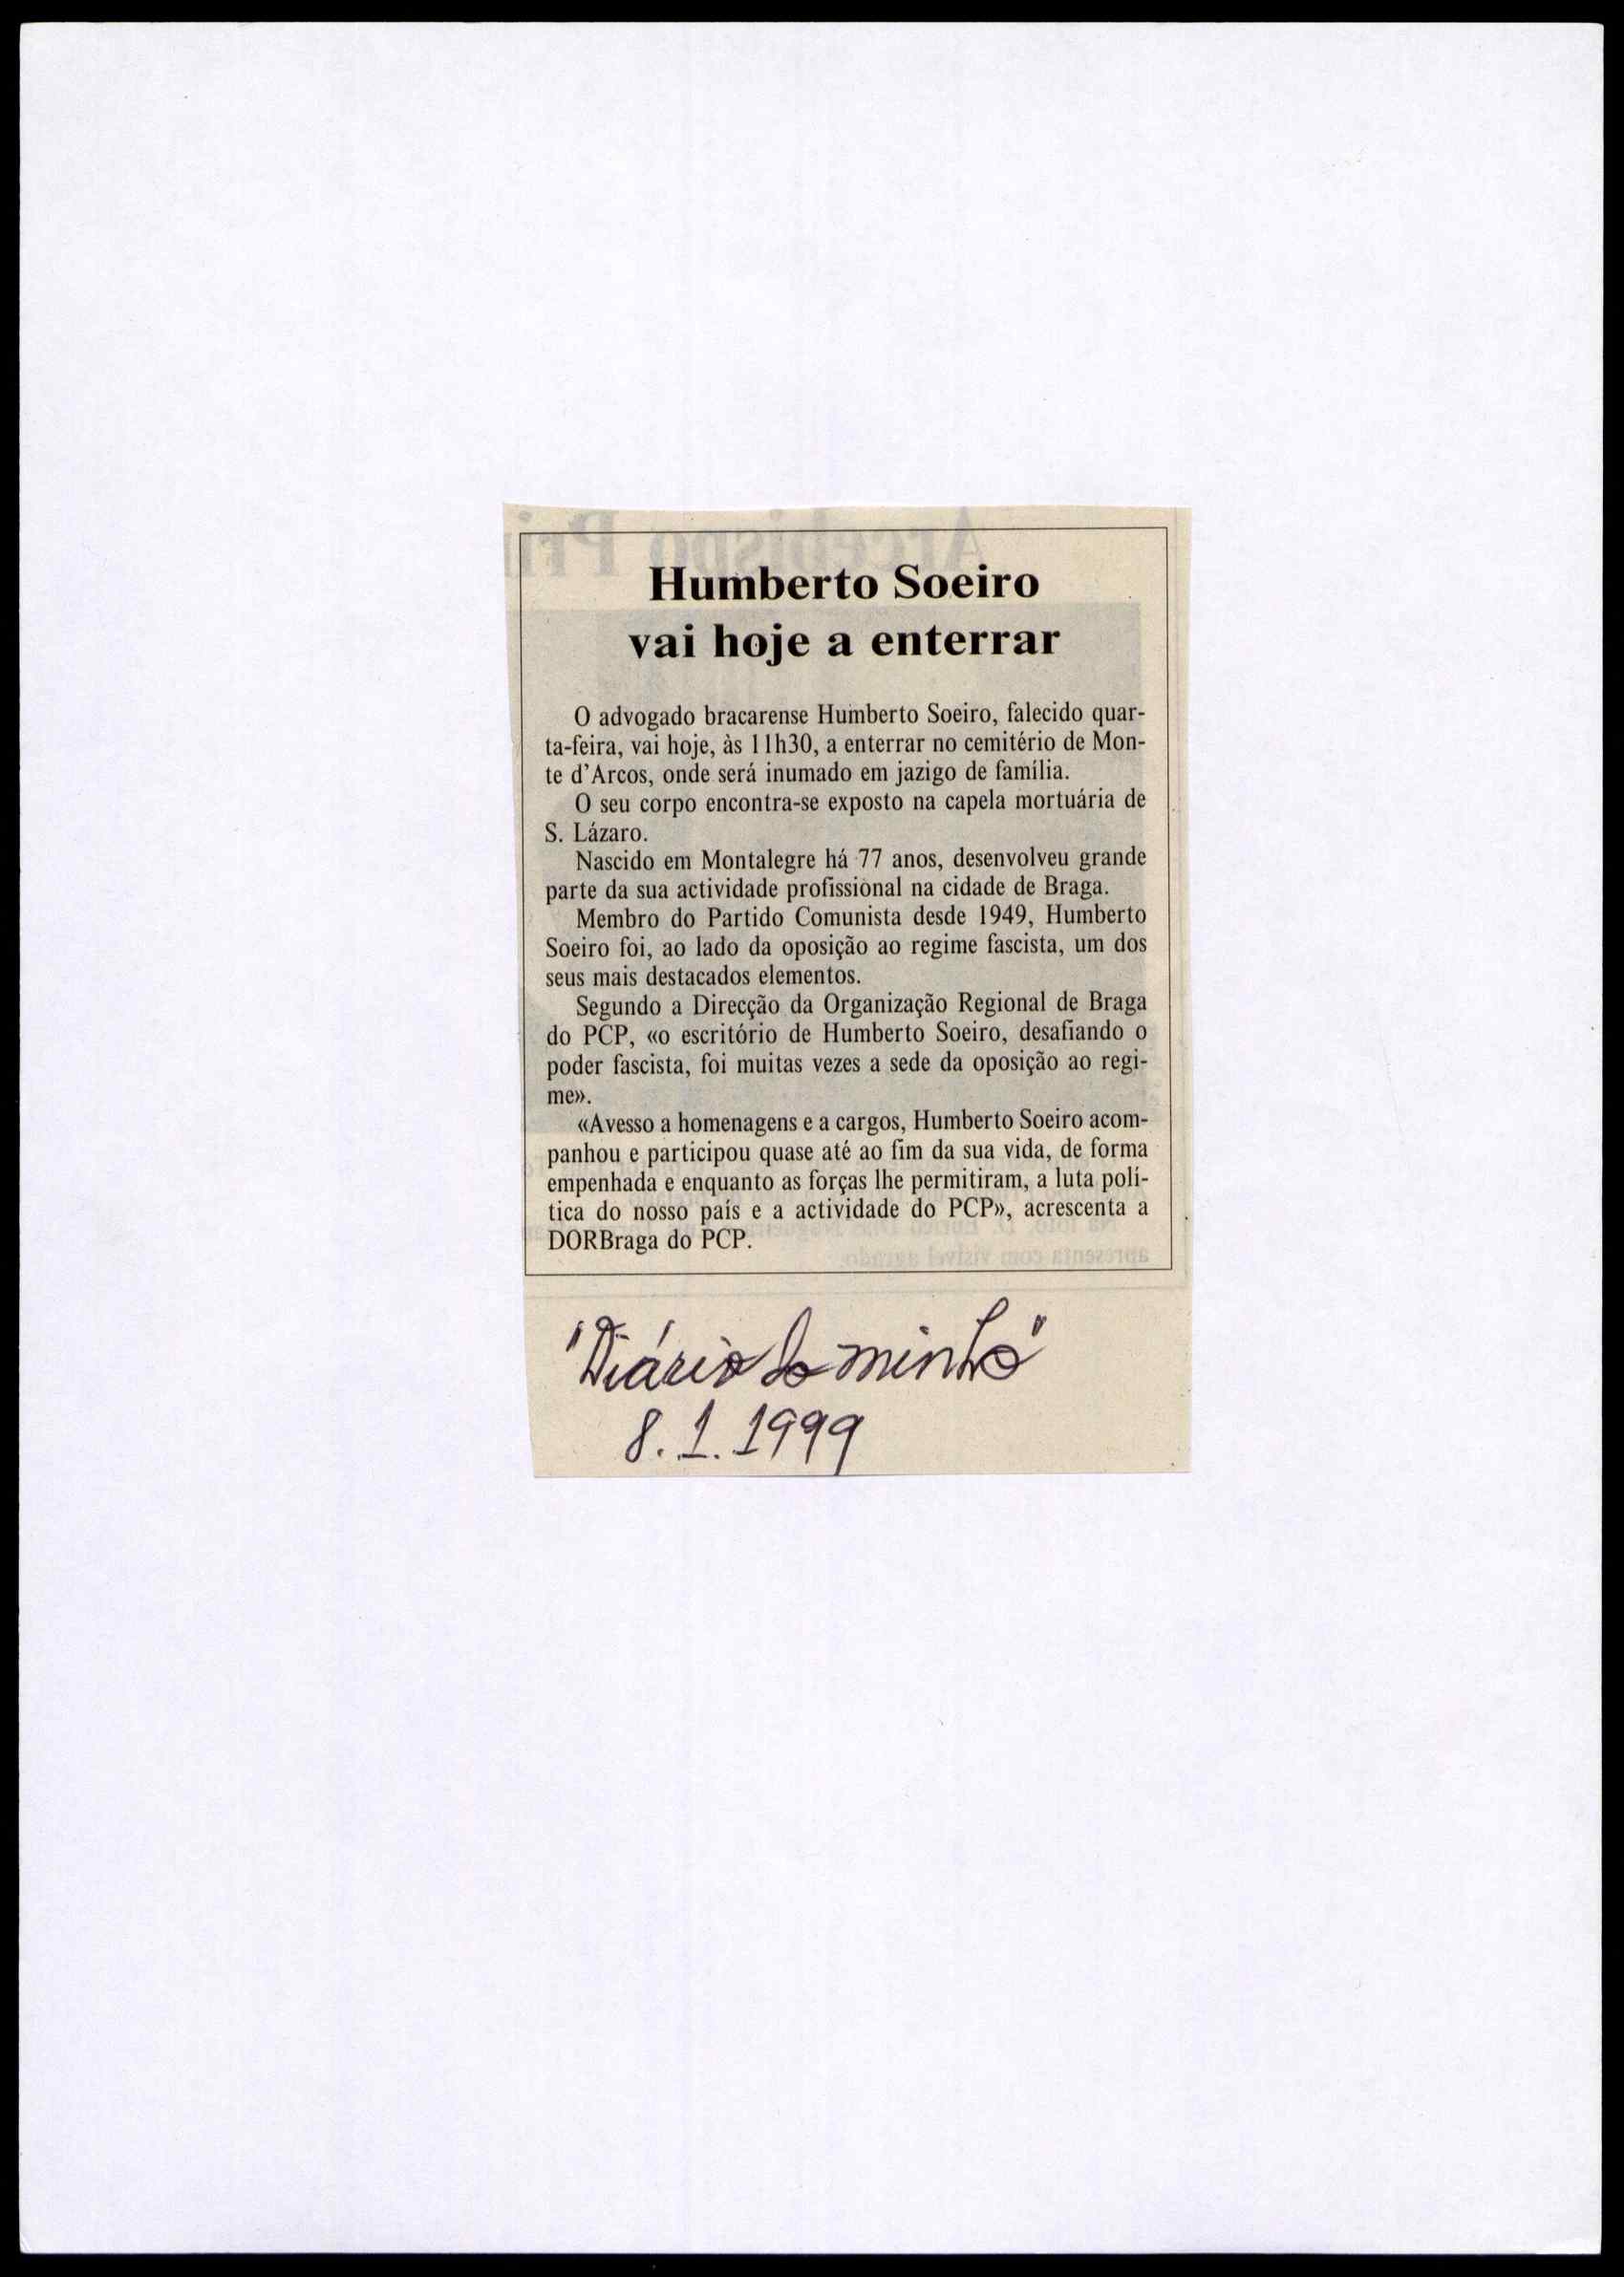 Humberto Soeiro
vai hoje a enterrar
O advogado bracarense Humberto Soeiro, falecido quar-
ta-feira, vai hoje, às 11h30, a enterrar no cemitério de Mon-
te d'Arcos, onde será inumado em jazigo de família.
O seu corpo encontra-se exposto na capela mortuária de
S. Lázaro.
Nascido em Montalegre há 77 anos, desenvolveu grande
parte da sua actividade profissional na cidade de Braga.
Membro do Partido Comunista desde 1949, Humberto
Soeiro foi, ao lado da oposição ao regime fascista, um dos
seus mais destacados elementos.
Segundo a Direcção da Organização Regional de Braga
do PCP, «o escritório de Humberto Soeiro, desafiando o
poder fascista, foi muitas vezes a sede da oposição ao regi-
me».
«Avesso a homenagens e a cargos, Humberto Soeiro acom-
panhou e participou quase até ao fim da sua vida, de forma
empenhada e enquanto as forças lhe permitiram, a luta polí-
tica do nosso país e a actividade do PCP», acrescenta a
DORBraga do PCP.
"Diário do minho"
8.1.1999